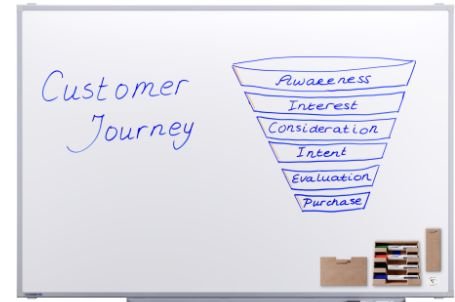 Customer
Journey
Awareness
Interest
Consideration
Intent
Evaluation
Purchase